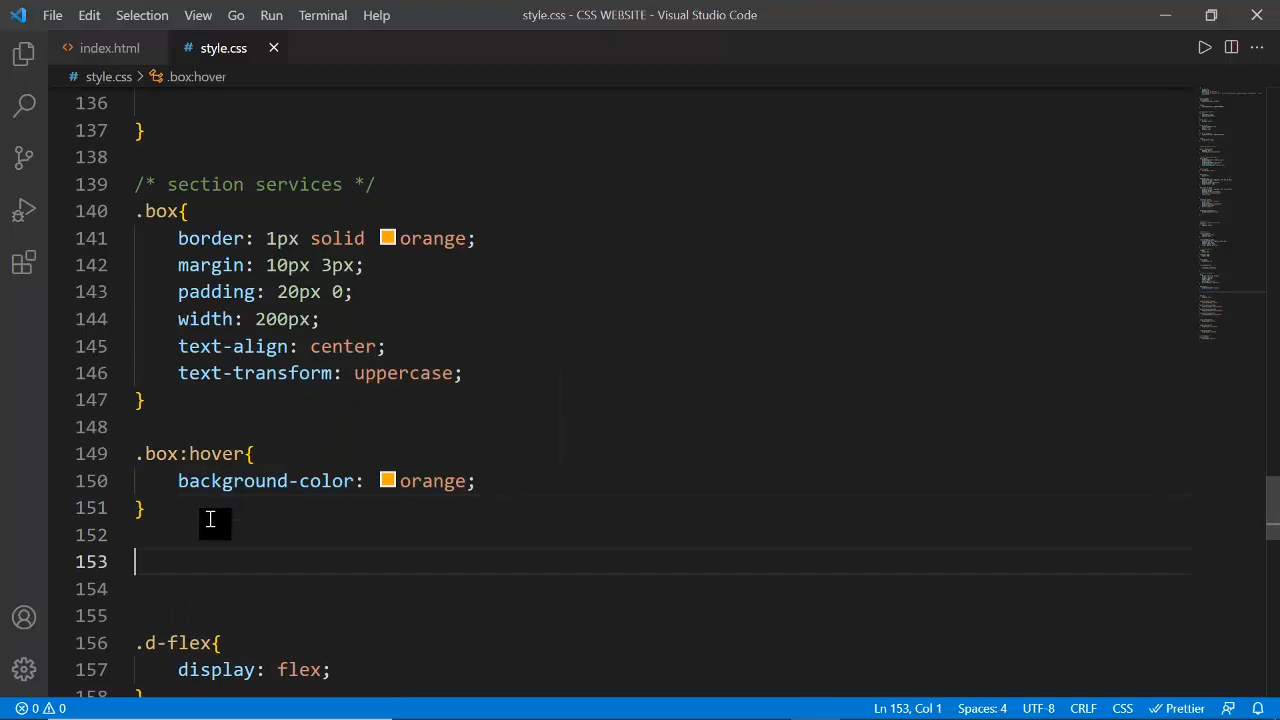 File Edit Selection View Go Run Terminal Help style.css - CSS WEBSITE - Visual Studio Code
index.html # style.css
# style.css > .box:hover
136
137 }
138
139 /* section services */
140 .box{
141 border: 1px solid orange;
142 margin: 10px 3px;
143 padding: 20px 0;
144 width: 200px;
145 text-align: center;
146 text-transform: uppercase;
147 }
148
149 .box:hover{
150 background-color: orange;
151 }
152
153
154
155
156 .d-flex{
157 display: flex;
158 }
0 0 Ln 153, Col 1 Spaces: 4 UTF-8 CRLF CSS Prettier